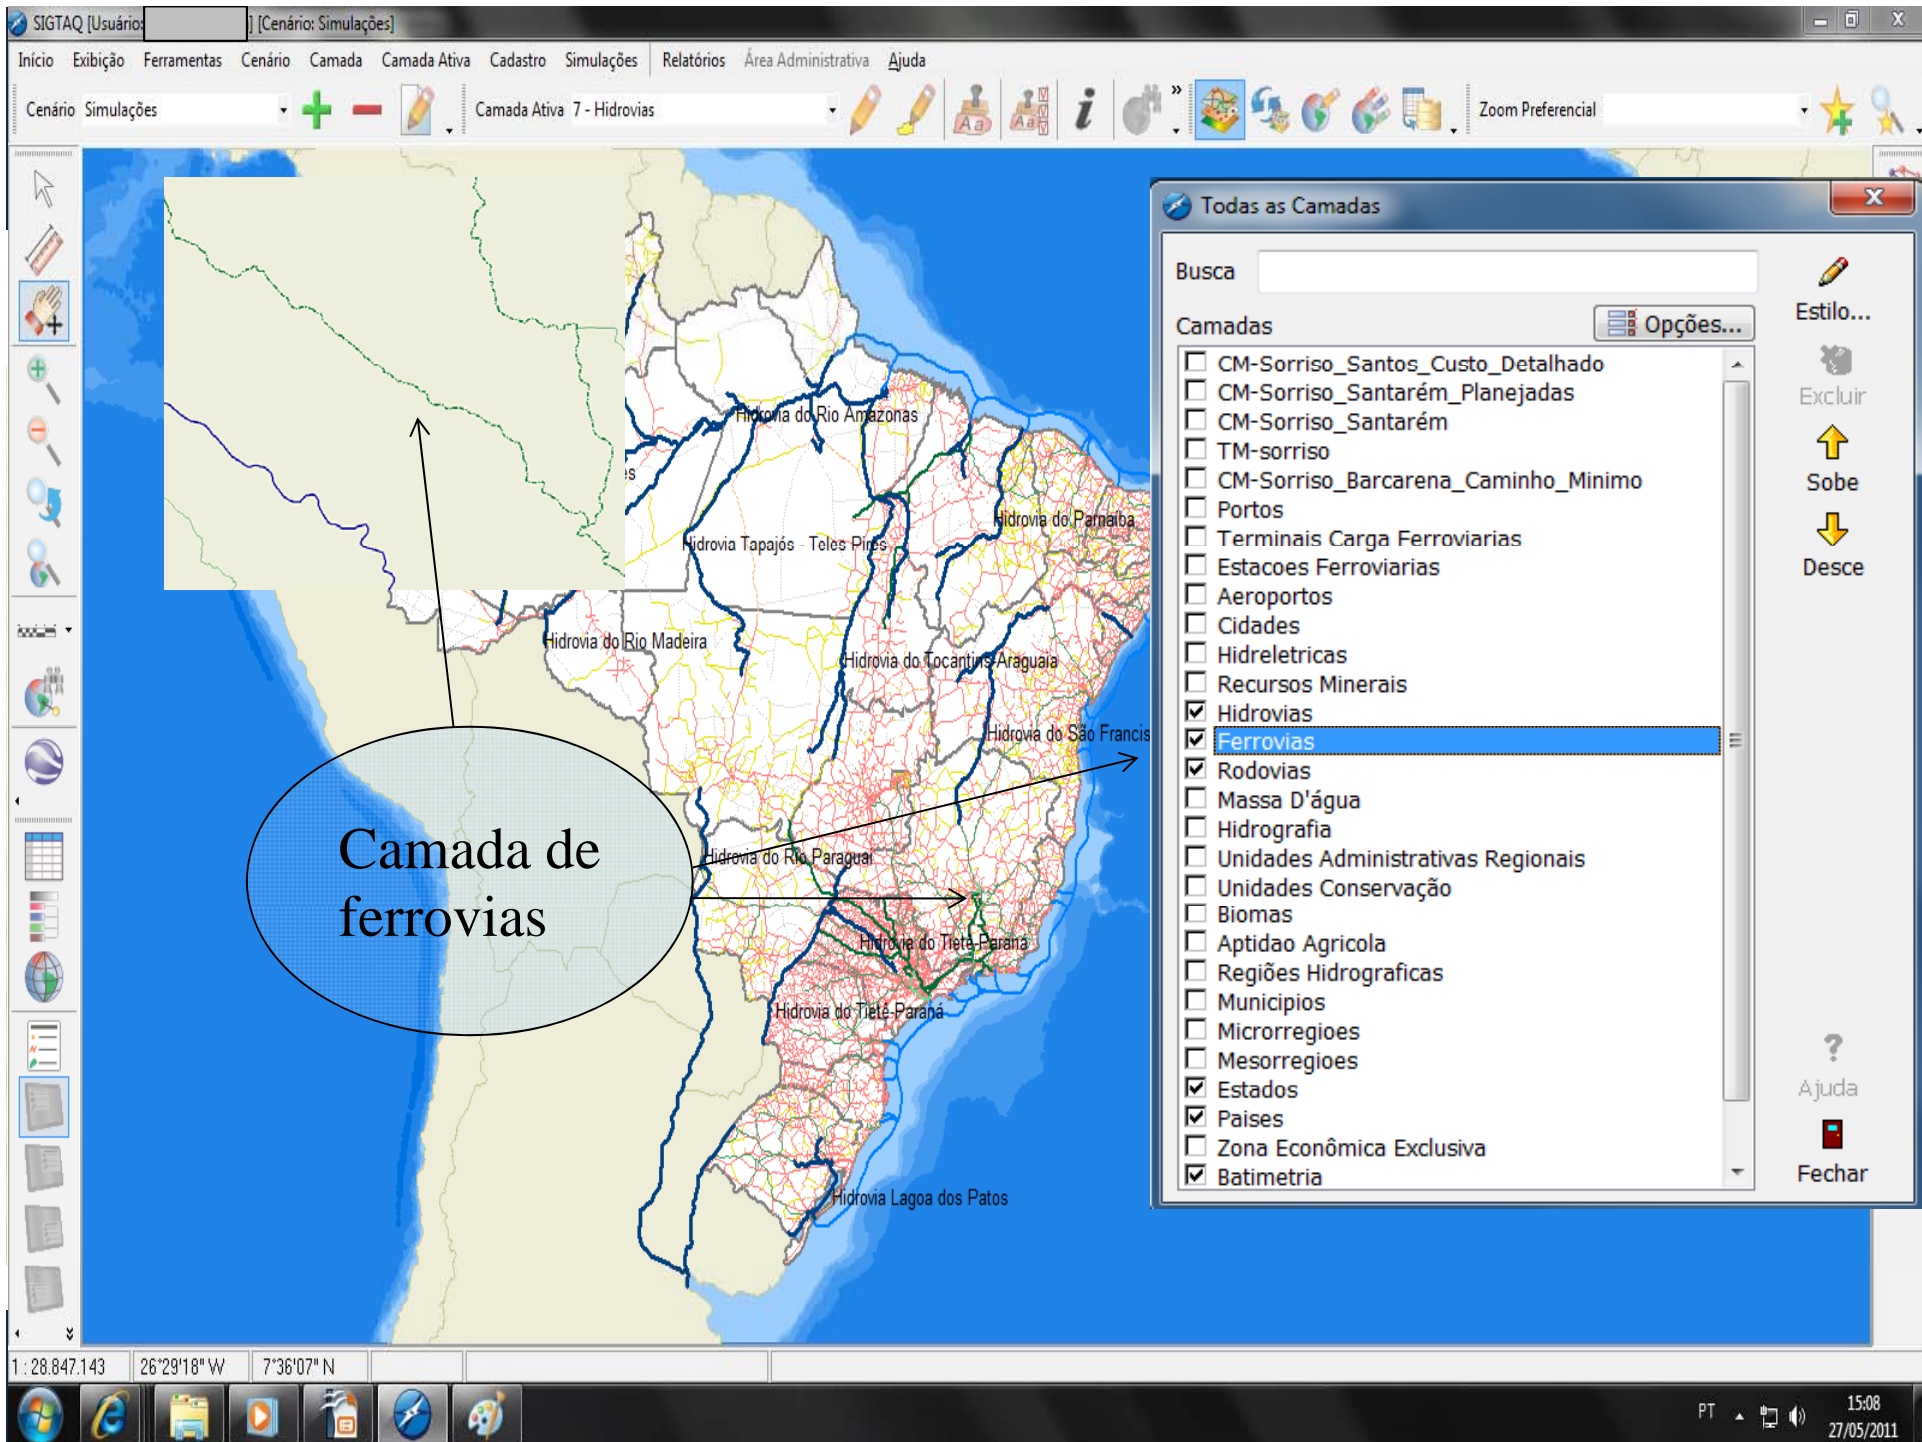 SIGTAQ [Usuário: ] [Cenário: Simulações]
Início Exibição Ferramentas Cenário Camada Camada Ativa Cadastro Simulações Relatórios Área Administrativa Ajuda
Cenário Simulações Camada Ativa 7 - Hidrovias Zoom Preferencial
Todas as Camadas
Busca
Camadas
Opções...
Estilo...
Excluir
Sobe
Desce
Ajuda
Fechar
CM-Sorriso_Santos_Custo_Detalhado
CM-Sorriso_Santarém_Planejadas
CM-Sorriso_Santarém
TM-sorriso
CM-Sorriso_Barcarena_Caminho_Minimo
Portos
Terminais Carga Ferroviarias
Estacoes Ferroviarias
Aeroportos
Cidades
Hidreletricas
Recursos Minerais
Hidrovias
Ferrovias
Rodovias
Massa D'água
Hidrografia
Unidades Administrativas Regionais
Unidades Conservação
Biomas
Aptidao Agricola
Regiões Hidrograficas
Municipios
Microrregioes
Mesorregioes
Estados
Paises
Zona Econômica Exclusiva
Batimetria
Hidrovia do Rio Amazonas
es
Hidrovia do Parnaíba
Hidrovia Tapajós - Teles Pires
Hidrovia do Rio Madeira
Hidrovia do Tocantins-Araguaia
Hidrovia do São Francis
Hidrovia do Rio Paraguai
Hidrovia do Tietê-Paraná
Hidrovia do Tietê-Paraná
Hidrovia Lagoa dos Patos
Camada de
ferrovias
1 : 28.847.143 26°29'18" W 7°36'07" N
PT 15:08
27/05/2011